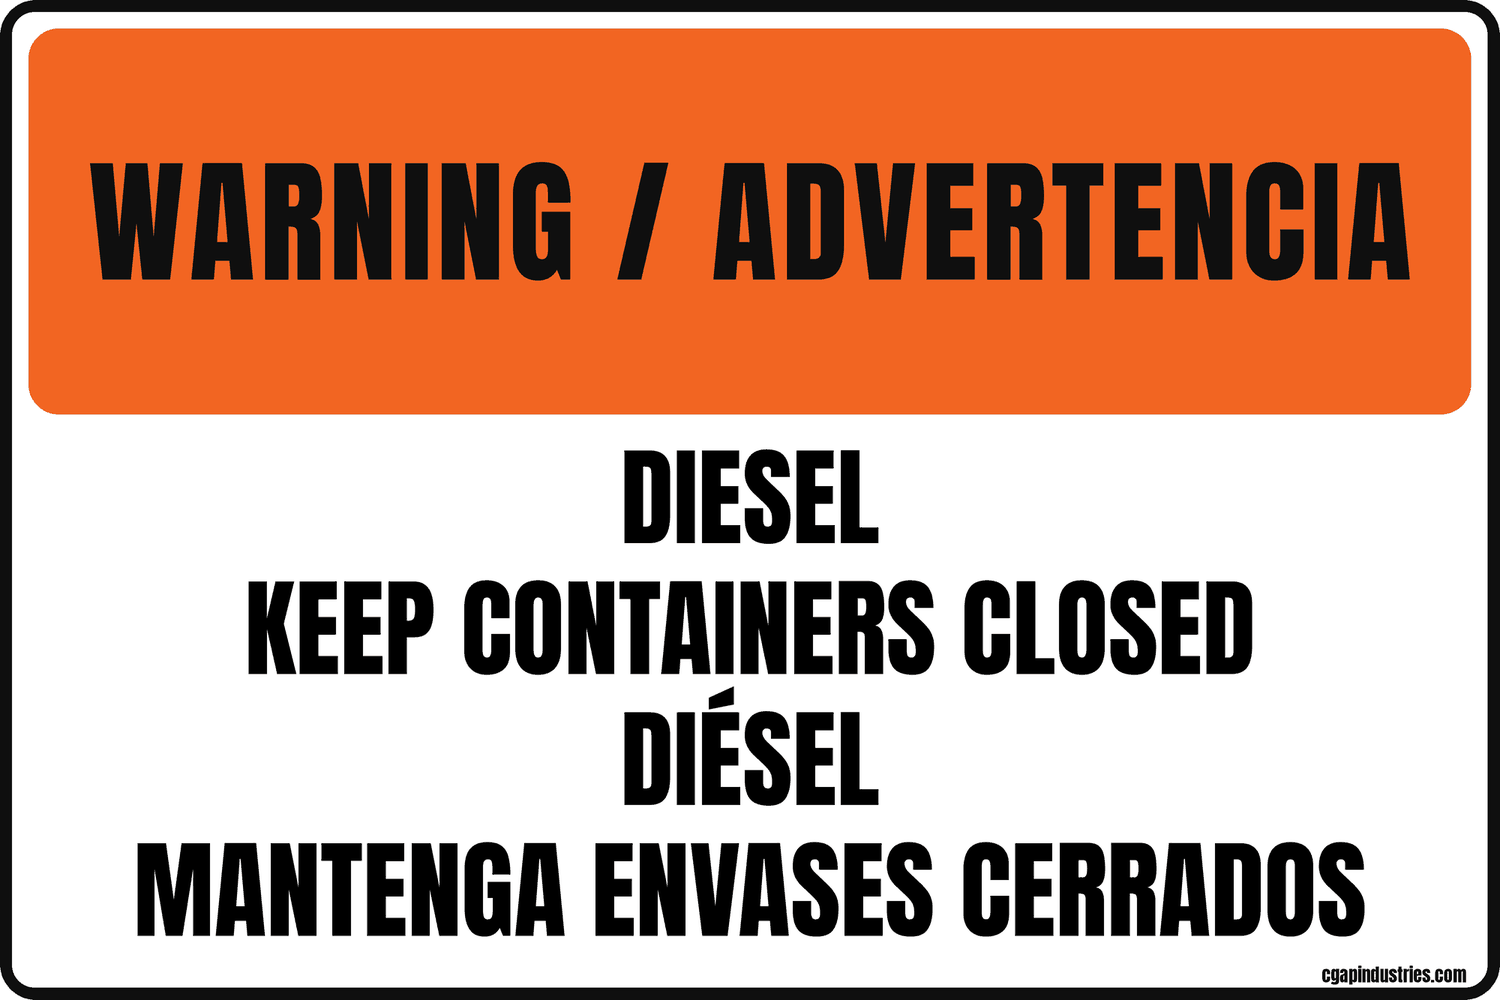 WARNING / ADVERTENCIA
DIESEL
KEEP CONTAINERS CLOSED
DIÉSEL
MANTENGA ENVASES CERRADOS
cgapindustries.com